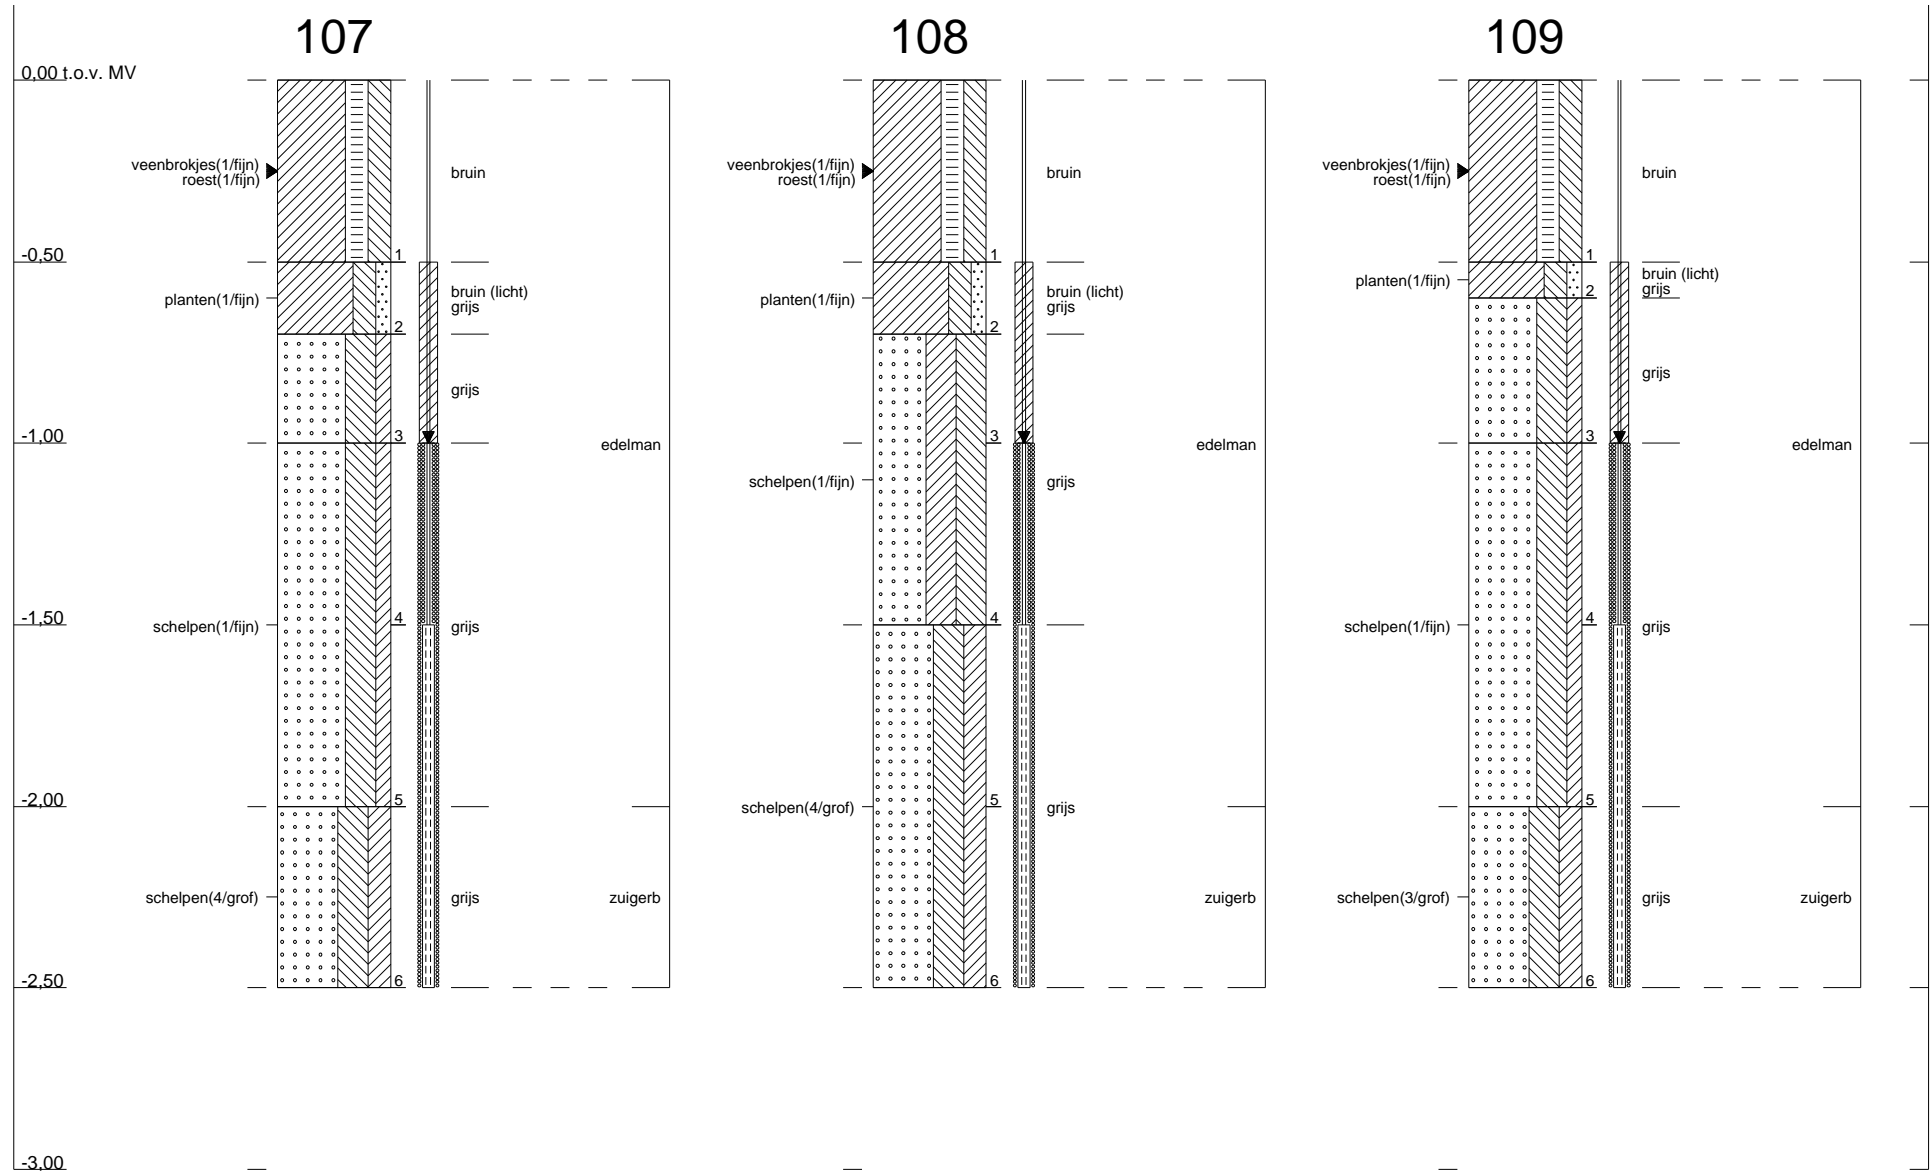 107
108
109
0,00 t.o.v. MV
veenbrokjes(1/fijn)
roest(1/fijn)
bruin
veenbrokjes(1/fijn)
roest(1/fijn)
bruin
veenbrokjes(1/fijn)
roest(1/fijn)
bruin
-0,50
1
1
1
planten(1/fijn)
bruin (licht)
grijs
planten(1/fijn)
bruin (licht)
grijs
planten(1/fijn)
bruin (licht)
grijs
2
2
2
grijs
grijs
-1,00
3
edelman
3
edelman
3
edelman
schelpen(1/fijn)
grijs
-1,50
schelpen(1/fijn)
4
grijs
4
schelpen(1/fijn)
4
grijs
-2,00
5
schelpen(4/grof)
5
grijs
5
schelpen(4/grof)
grijs
zuigerb
zuigerb
schelpen(3/grof)
grijs
zuigerb
-2,50
6
6
6
-3,00